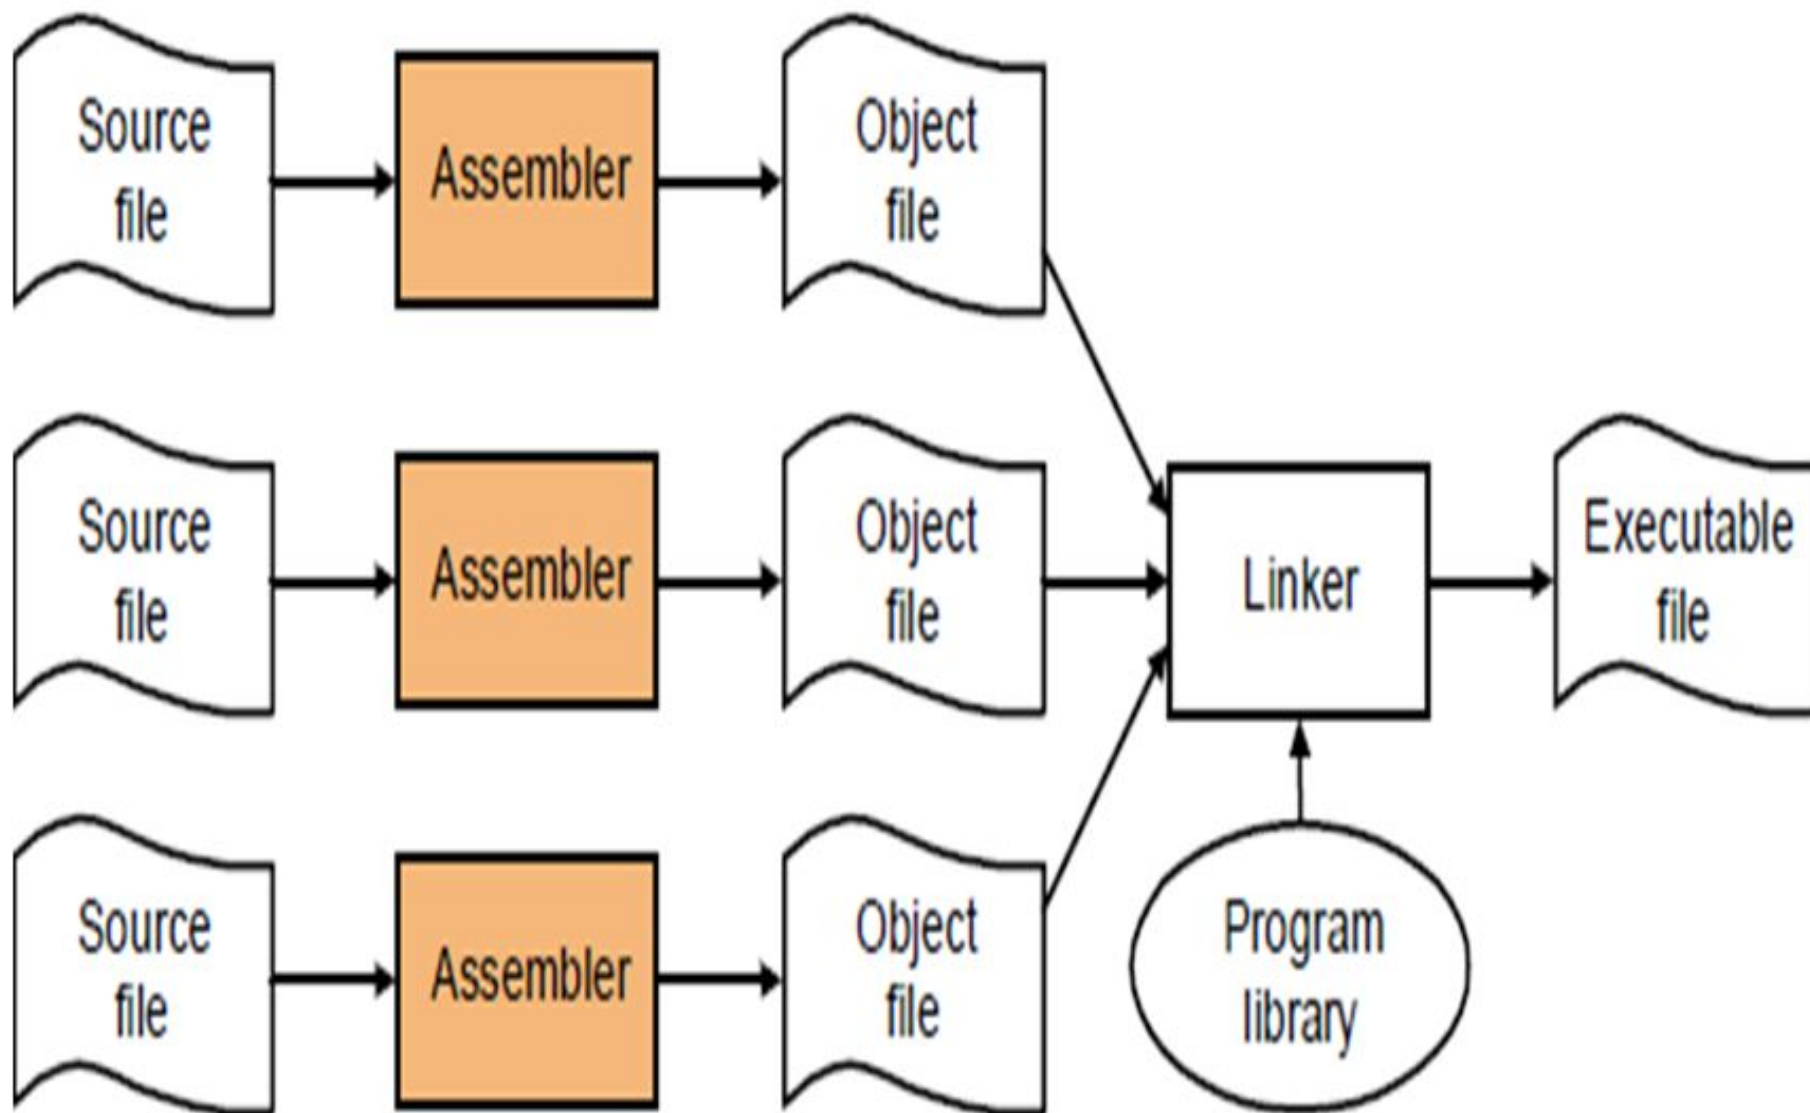 Source
file
Assembler
Object
file
Source
file
Assembler
Object
file
Linker
Executable
file
Source
file
Assembler
Object
file
Program
library